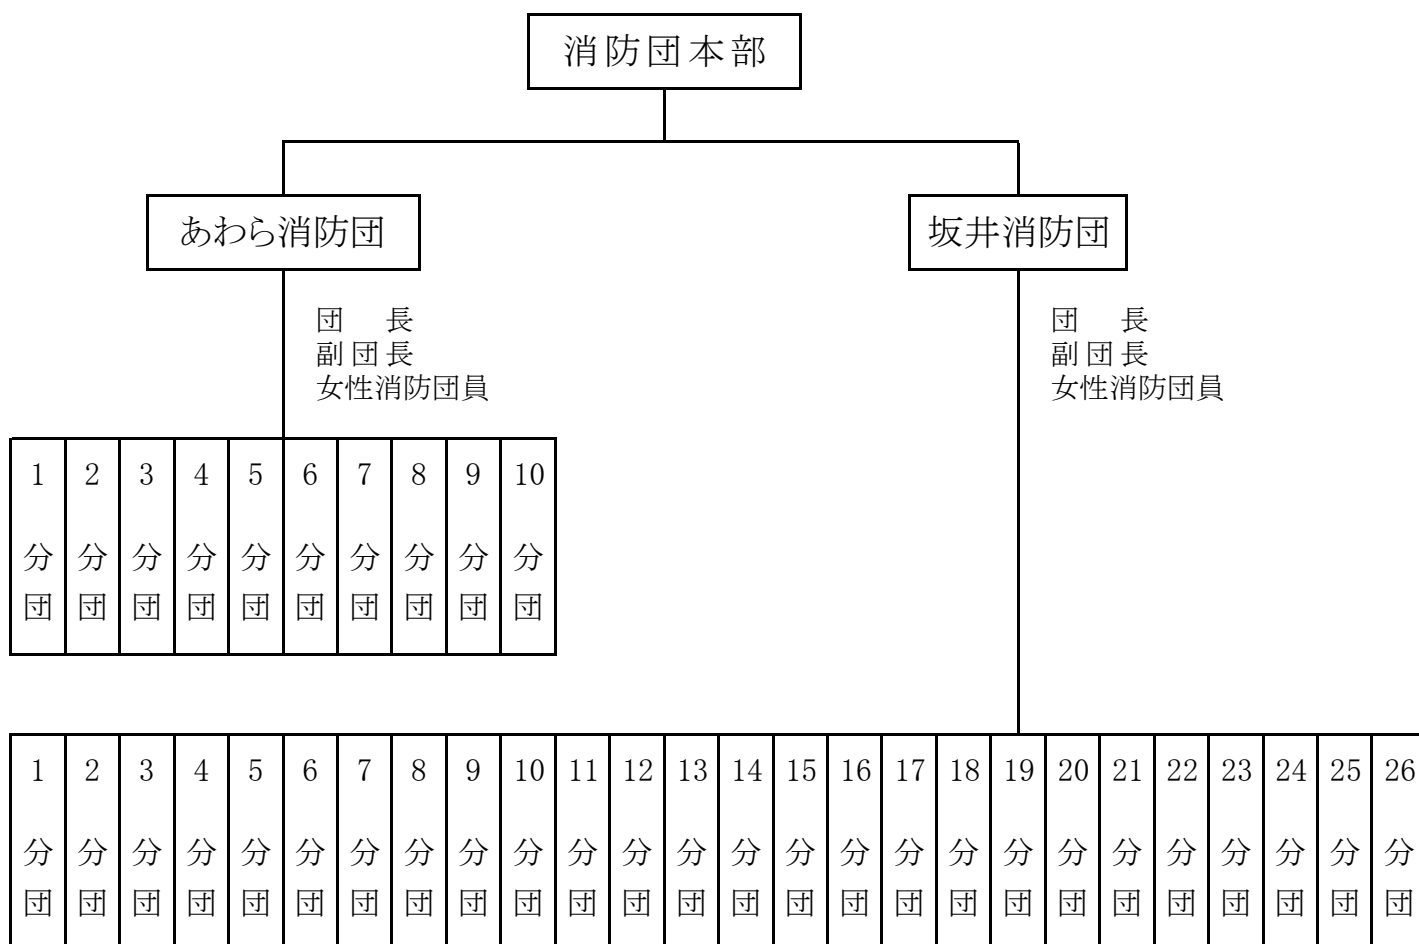 消防団本部
あわら消防団
坂井消防団
団　長
副団長
女性消防団員
団　長
副団長
女性消防団員
1 2 3 4 5 6 7 8 9 10
分 分 分 分 分 分 分 分 分 分
団 団 団 団 団 団 団 団 団 団
1 2 3 4 5 6 7 8 9 10 11 12 13 14 15 16 17 18 19 20 21 22 23 24 25 26
分 分 分 分 分 分 分 分 分 分 分 分 分 分 分 分 分 分 分 分 分 分 分 分 分 分
団 団 団 団 団 団 団 団 団 団 団 団 団 団 団 団 団 団 団 団 団 団 団 団 団 団